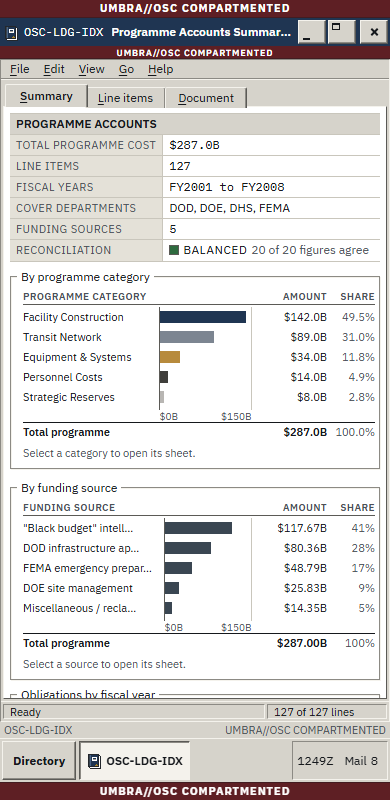 UMBRA//OSC COMPARTMENTED
OSC-LDG-IDX Programme Accounts Summar...
UMBRA//OSC COMPARTMENTED
File Edit View Go Help
Summary Line items Document
PROGRAMME ACCOUNTS
TOTAL PROGRAMME COST $287.0B
LINE ITEMS 127
FISCAL YEARS FY2001 to FY2008
COVER DEPARTMENTS DOD, DOE, DHS, FEMA
FUNDING SOURCES 5
RECONCILIATION BALANCED 20 of 20 figures agree
By programme category
PROGRAMME CATEGORY AMOUNT SHARE
Facility Construction $142.0B 49.5%
Transit Network $89.0B 31.0%
Equipment & Systems $34.0B 11.8%
Personnel Costs $14.0B 4.9%
Strategic Reserves $8.0B 2.8%
$0B $150B
Total programme $287.0B 100.0%
Select a category to open its sheet.
By funding source
FUNDING SOURCE AMOUNT SHARE
"Black budget" intell... $117.67B 41%
DOD infrastructure ap... $80.36B 28%
FEMA emergency prepar... $48.79B 17%
DOE site management $25.83B 9%
Miscellaneous / recla... $14.35B 5%
$0B $150B
Total programme $287.00B 100%
Select a source to open its sheet.
Obligations by fiscal year
Ready 127 of 127 lines
OSC-LDG-IDX UMBRA//OSC COMPARTMENTED
Directory OSC-LDG-IDX 1249Z Mail 8
UMBRA//OSC COMPARTMENTED